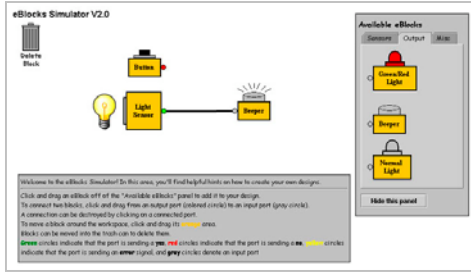 eBlocks Simulator V2.0
Delete
Block
Button
Light
Sensor
Beeper
Available eBlocks
Sensors Output Misc
Green/Red
Light
Beeper
Normal
Light
Hide this panel
Welcome to the eBlocks Simulator! In this area, you'll find helpful hints on how to create your own designs.
Click and drag an eBlock off of the "Available eBlocks" panel to add it to your design.
To connect two blocks, click and drag from an output port (colored circle) to an input port (gray circle).
A connection can be destroyed by clicking on a connected port.
To move a block around the workspace, click and drag its area.
Blocks can be moved into the trash can to delete them.
Green circles indicate that the port is sending a yes, red circles indicate that the port is sending a no, yellow circles
indicate that the port is sending an error signal, and grey circles denote an input port